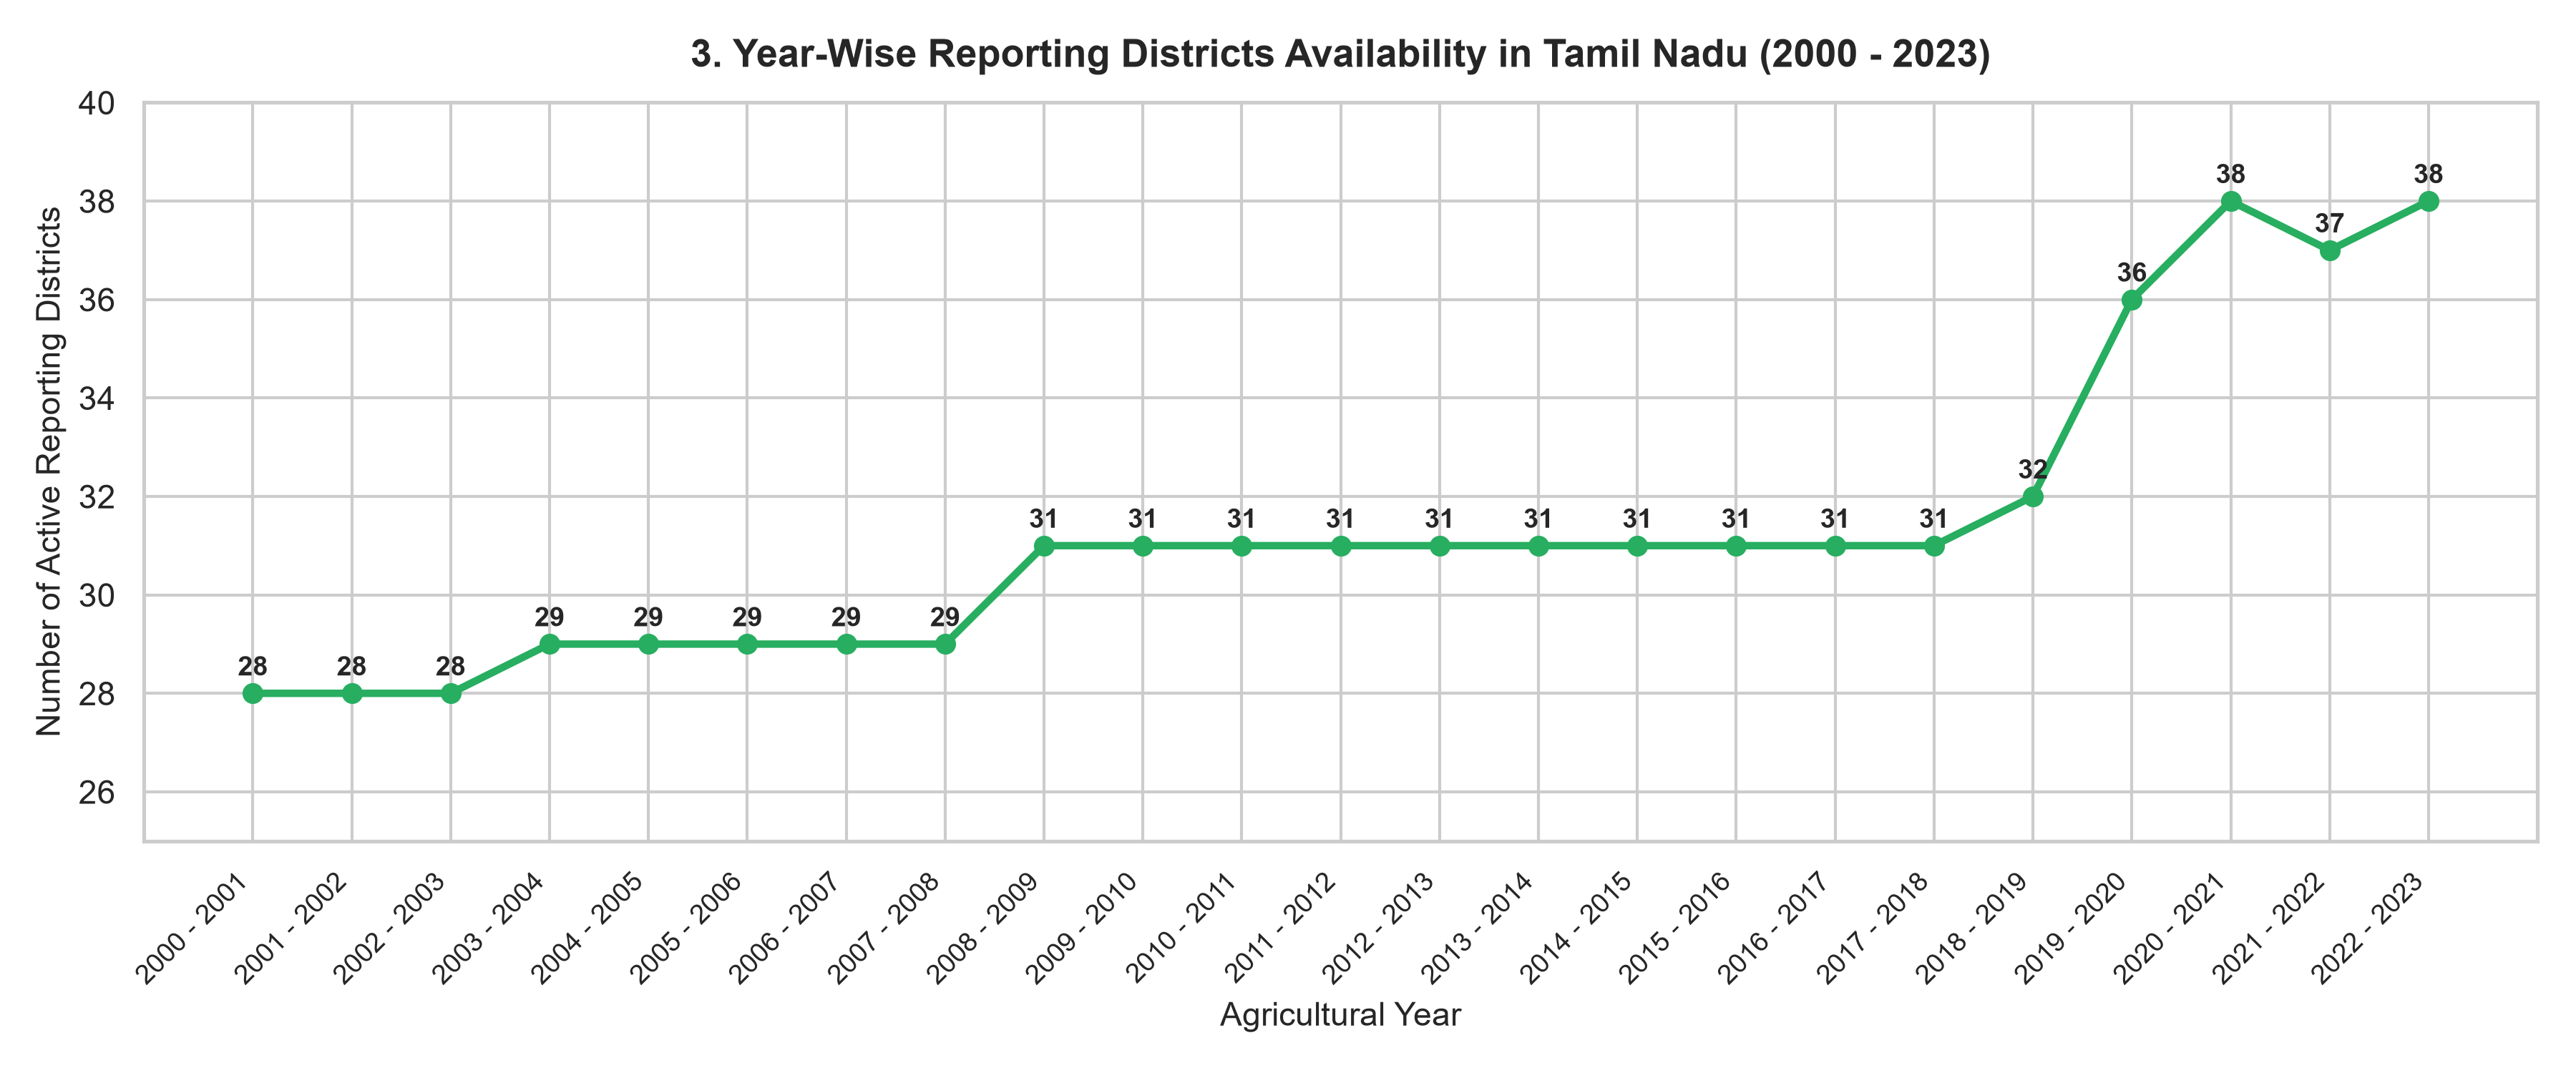 3. Year-Wise Reporting Districts Availability in Tamil Nadu (2000 - 2023)
Number of Active Reporting Districts
40
38
36
34
32
30
28
26
28 28 28 29 29 29 29 29 31 31 31 31 31 31 31 31 31 31 32 36 38 37 38
2000 - 2001
2001 - 2002
2002 - 2003
2003 - 2004
2004 - 2005
2005 - 2006
2006 - 2007
2007 - 2008
2008 - 2009
2009 - 2010
2010 - 2011
2011 - 2012
2012 - 2013
2013 - 2014
2014 - 2015
2015 - 2016
2016 - 2017
2017 - 2018
2018 - 2019
2019 - 2020
2020 - 2021
2021 - 2022
2022 - 2023
Agricultural Year